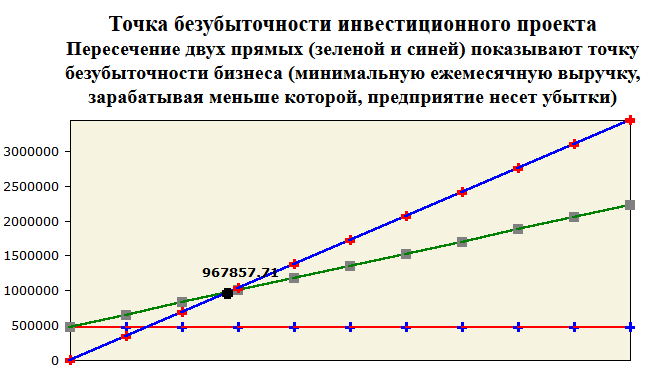 Точка безубыточности инвестиционного проекта
Пересечение двух прямых (зеленой и синей) показывают точку
безубыточности бизнеса (минимальную ежемесячную выручку,
зарабатывая меньше которой, предприятие несет убытки)
3000000
2500000
2000000
1500000
967857.71
1000000
500000
0